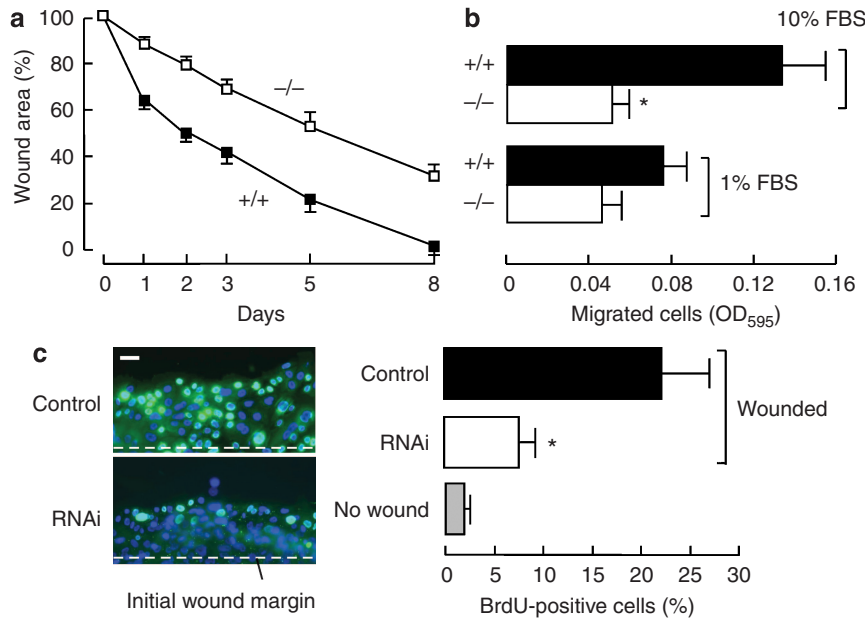 a
Wound area (%)
100
80
60
40
20
0
–/–
+/+
0 1 2 3 5 8
Days
b
10% FBS
+/+
–/–
*
+/+
–/–
1% FBS
0 0.04 0.08 0.12 0.16
Migrated cells (OD595)
c
Control
RNAi
Initial wound margin
Control
RNAi
*
Wounded
No wound
0 5 10 15 20 25 30
BrdU-positive cells (%)